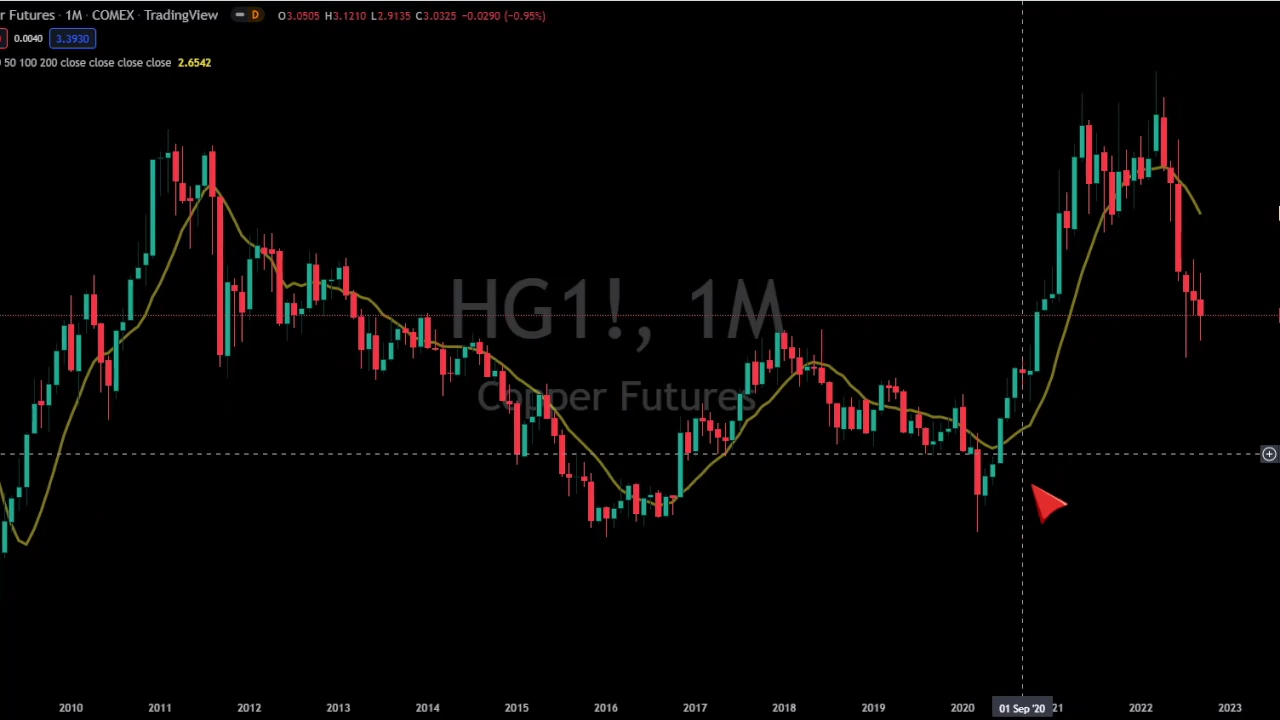 r Futures · 1M · COMEX · TradingView D O3.0505 H3.1210 L2.9135 C3.0325 −0.0290 (−0.95%)
0.0040 3.3930
50 100 200 close close close close 2.6542
HG1!, 1M
Copper Futures
2010 2011 2012 2013 2014 2015 2016 2017 2018 2019 2020 01 Sep '20 21 2022 2023